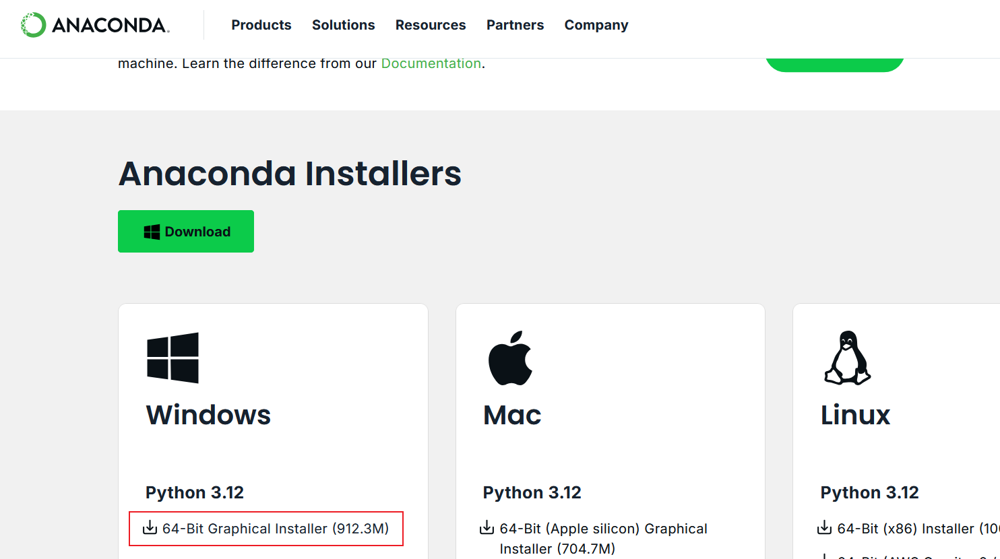 ANACONDA.
Products Solutions Resources Partners Company
machine. Learn the difference from our Documentation.
Anaconda Installers
Download
Windows
Python 3.12
64-Bit Graphical Installer (912.3M)
Mac
Python 3.12
64-Bit (Apple silicon) Graphical
Installer (704.7M)
Linux
Python 3.12
64-Bit (x86) Installer